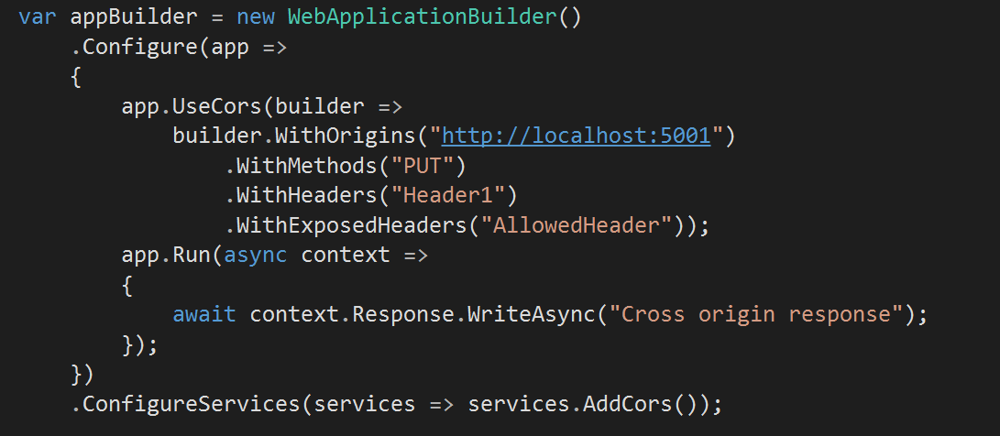 var appBuilder = new WebApplicationBuilder()
    .Configure(app =>
    {
        app.UseCors(builder =>
            builder.WithOrigins("http://localhost:5001")
                .WithMethods("PUT")
                .WithHeaders("Header1")
                .WithExposedHeaders("AllowedHeader"));
        app.Run(async context =>
        {
            await context.Response.WriteAsync("Cross origin response");
        });
    })
    .ConfigureServices(services => services.AddCors());